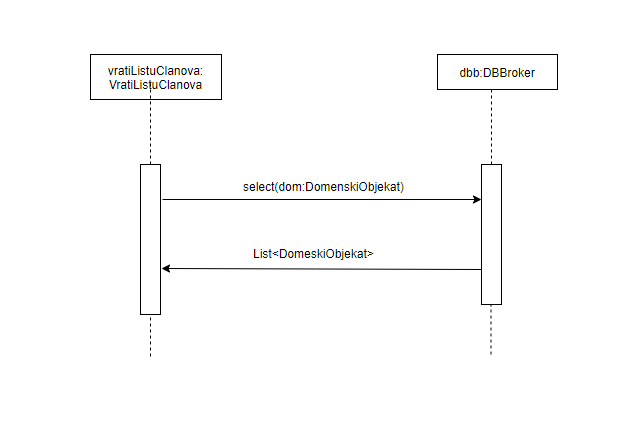 vratiListuClanova:
VratiListuClanova
dbb:DBBroker
select(dom:DomenskiObjekat)
List<DomeskiObjekat>